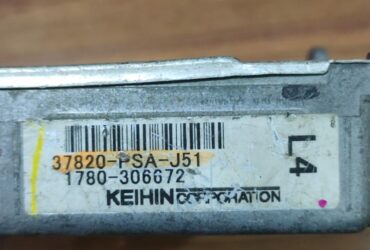 37820-PSA-J51
1780-306672
KEIHIN CORPORATION
L4